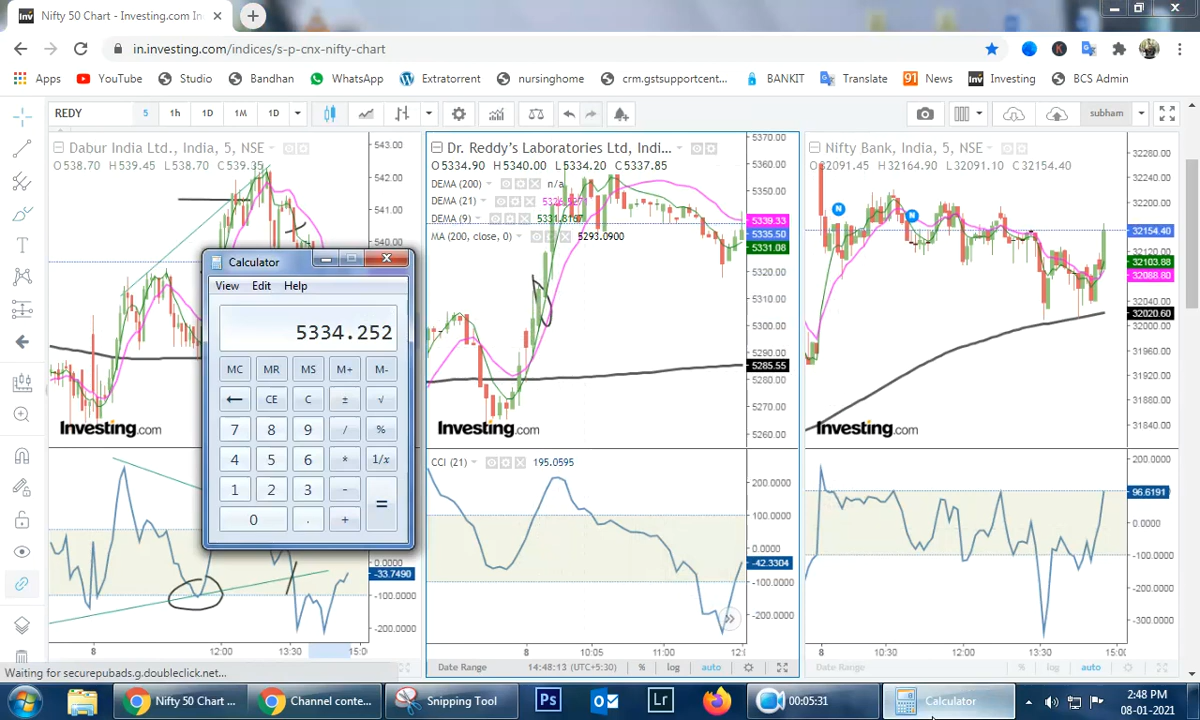 Nifty 50 Chart - Investing.com In
in.investing.com/indices/s-p-cnx-nifty-chart
Apps YouTube Studio Bandhan WhatsApp Extratorrent nursinghome crm.gstsupportcent... BANKIT Translate 91 News Inv Investing BCS Admin
REDY 5 1h 1D 1M 1D subham
Dabur India Ltd., India, 5, NSE
O538.70 H539.45 L538.70 C539.35
543.00
542.00
541.00
540.00
Investing.com
0.0000
-33.7490
-100.0000
-200.0000
8 12:00 13:30 15:00
Calculator
View Edit Help
5334.252
MC MR MS M+ M-
← CE C ± √
7 8 9 / %
4 5 6 * 1/x
1 2 3 - =
0 . +
Dr. Reddy's Laboratories Ltd, Indi...
O5334.90 H5340.00 L5334.20 C5337.85
DEMA (200) n/a
DEMA (21)
DEMA (9)
MA (200, close, 0) 5293.0900
5370.00
5360.00
5350.00
5339.33
5335.50
5331.08
5320.00
5310.00
5300.00
5290.00
5285.55
5280.00
5270.00
5260.00
Investing.com
CCI (21) 195.0595
200.0000
100.0000
0.0000
-42.3304
-100.0000
-200.0000
8 10:05 11:00 12:
Date Range 14:48:13 (UTC+5:30) % log auto
Nifty Bank, India, 5, NSE
O32091.45 H32164.90 L32091.10 C32154.40
N N
32280.00
32240.00
32200.00
32154.40
32103.88
32088.80
32040.00
32020.60
32000.00
31960.00
31920.00
31880.00
31840.00
Investing.com
200.0000
96.6191
0.0000
-100.0000
-300.0000
8 10:30 12:00 13:30 15:00
Date Range % log auto
Waiting for securepubads.g.doubleclick.net...
Nifty 50 Chart ... Channel conte... Snipping Tool Ps Lr 00:05:31 Calculator
2:48 PM
08-01-2021